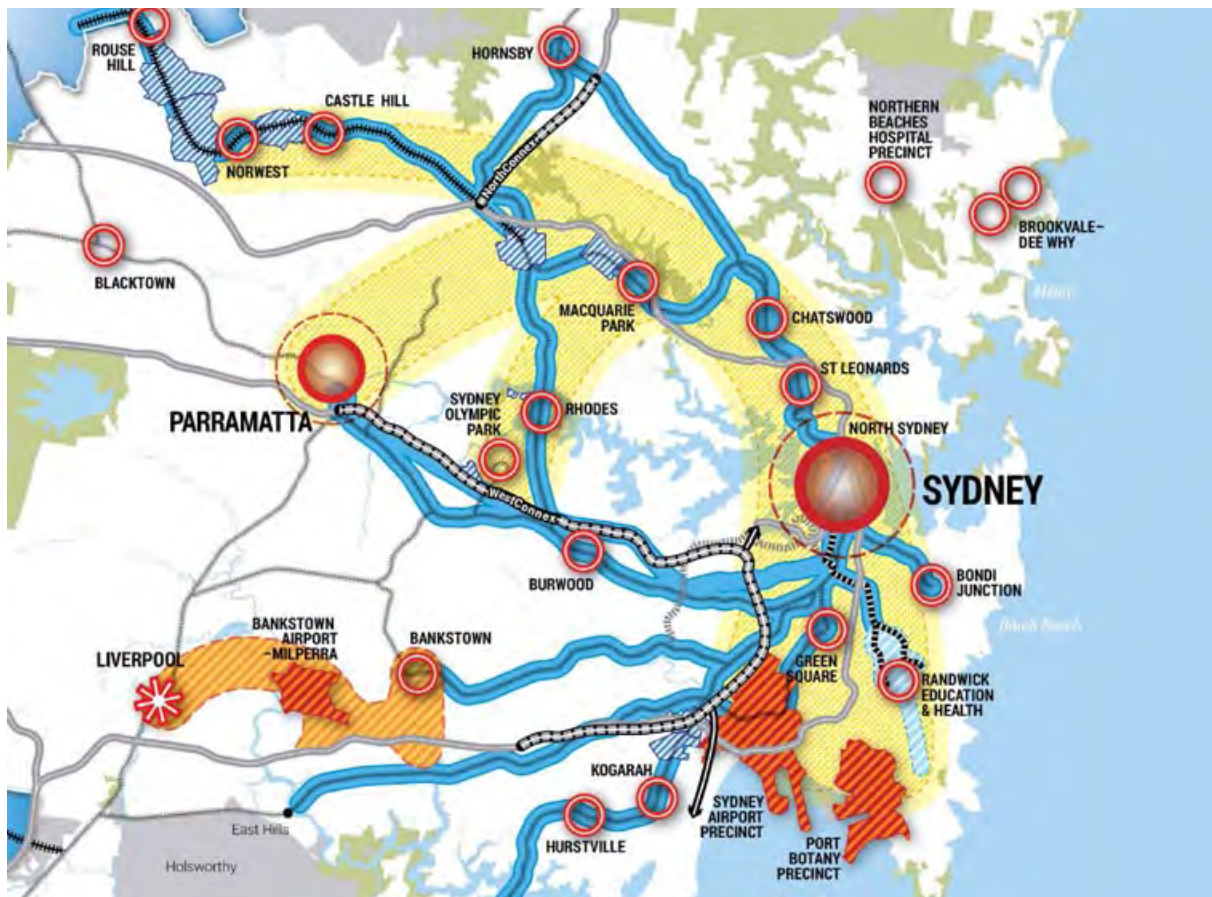 ROUSE
HILL
HORNSBY
CASTLE HILL
NORTHERN
BEACHES
HOSPITAL
PRECINCT
NorthConnex
NORWEST
BROOKVALE–
DEE WHY
BLACKTOWN
MACQUARIE
PARK
CHATSWOOD
ST LEONARDS
SYDNEY
OLYMPIC
PARK
RHODES
PARRAMATTA
NORTH SYDNEY
SYDNEY
WestConnex
BURWOOD
BONDI
JUNCTION
BANKSTOWN
AIRPORT
–MILPERRA
BANKSTOWN
LIVERPOOL
GREEN
SQUARE
RANDWICK
EDUCATION
& HEALTH
KOGARAH
SYDNEY
AIRPORT
PRECINCT
East Hills
HURSTVILLE
PORT
BOTANY
PRECINCT
Holsworthy